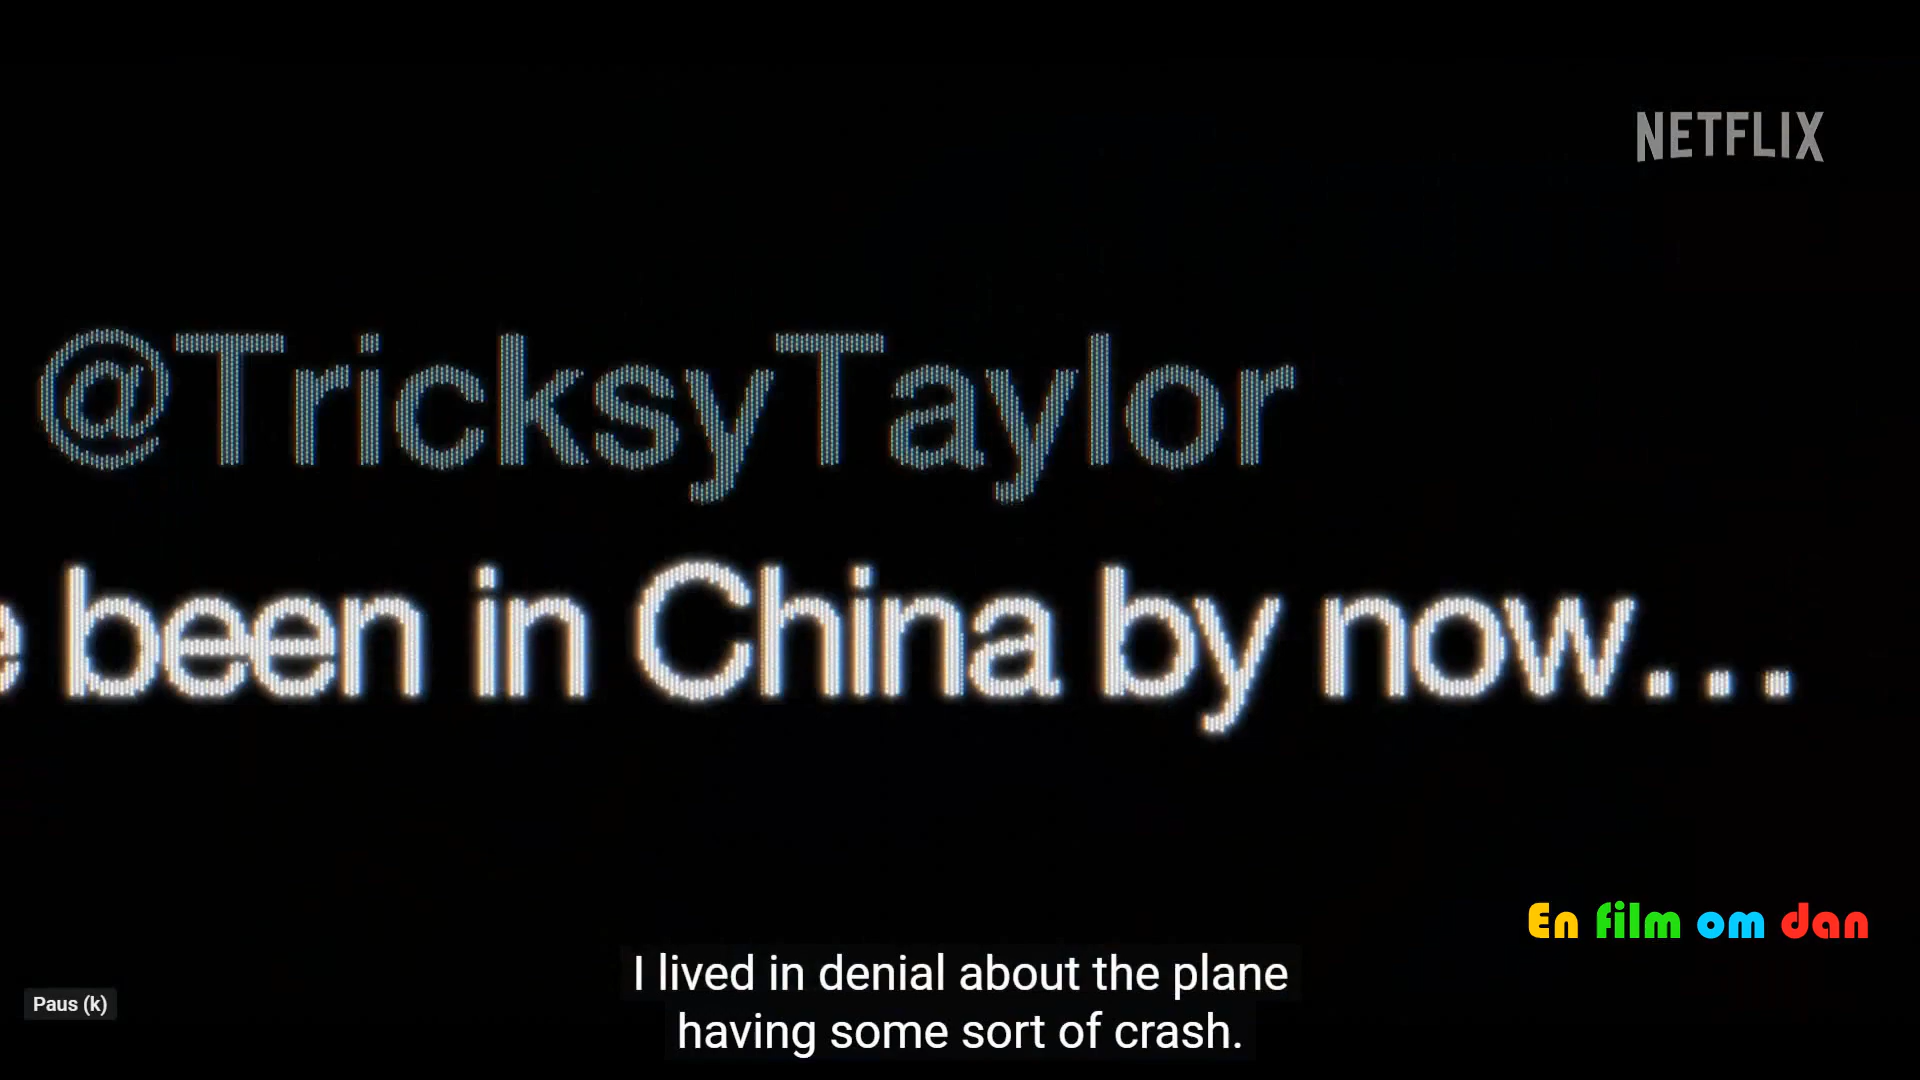 NETFLIX
@TricksyTaylor
been in China by now...
En film om dan
I lived in denial about the plane
having some sort of crash.
Paus (k)